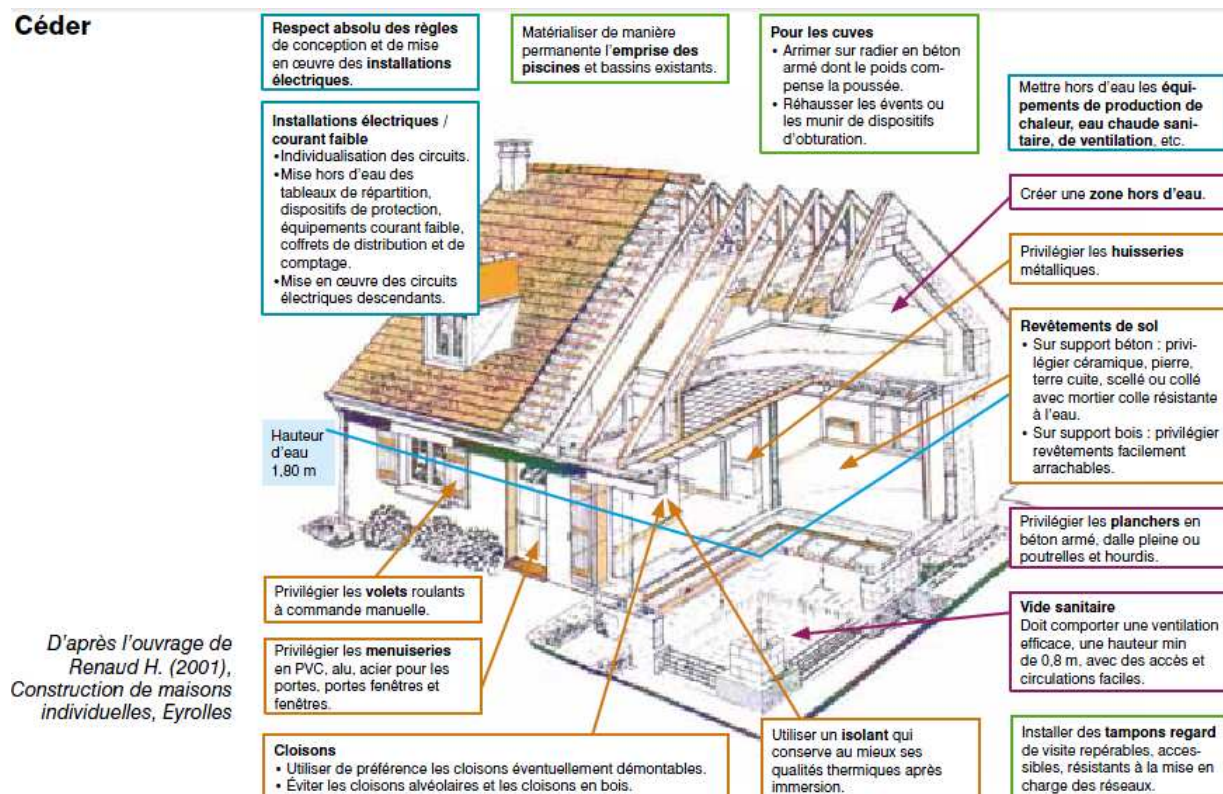 Céder
Respect absolu des règles
de conception et de mise
en œuvre des installations
électriques.
Matérialiser de manière
permanente l'emprise des
piscines et bassins existants.
Pour les cuves
• Arrimer sur radier en béton
armé dont le poids com-
pense la poussée.
• Réhausser les évents ou
les munir de dispositifs
d'obturation.
Mettre hors d'eau les équi-
pements de production de
chaleur, eau chaude sani-
taire, de ventilation, etc.
Installations électriques /
courant faible
•Individualisation des circuits.
•Mise hors d'eau des
tableaux de répartition,
dispositifs de protection,
équipements courant faible,
coffrets de distribution et de
comptage.
•Mise en œuvre des circuits
électriques descendants.
Créer une zone hors d'eau.
Privilégier les huisseries
métalliques.
Revêtements de sol
• Sur support béton : privi-
légier céramique, pierre,
terre cuite, scellé ou collé
avec mortier colle résistante
à l'eau.
• Sur support bois : privilégier
revêtements facilement
arrachables.
Hauteur
d'eau
1,80 m
Privilégier les planchers en
béton armé, dalle pleine ou
poutrelles et hourdis.
Privilégier les volets roulants
à commande manuelle.
Vide sanitaire
Doit comporter une ventilation
efficace, une hauteur min
de 0,8 m, avec des accès et
circulations faciles.
D'après l'ouvrage de
Renaud H. (2001),
Construction de maisons
individuelles, Eyrolles
Privilégier les menuiseries
en PVC, alu, acier pour les
portes, portes fenêtres et
fenêtres.
Cloisons
• Utiliser de préférence les cloisons éventuellement démontables.
• Éviter les cloisons alvéolaires et les cloisons en bois.
Utiliser un isolant qui
conserve au mieux ses
qualités thermiques après
immersion.
Installer des tampons regard
de visite repérables, acces-
sibles, résistants à la mise en
charge des réseaux.